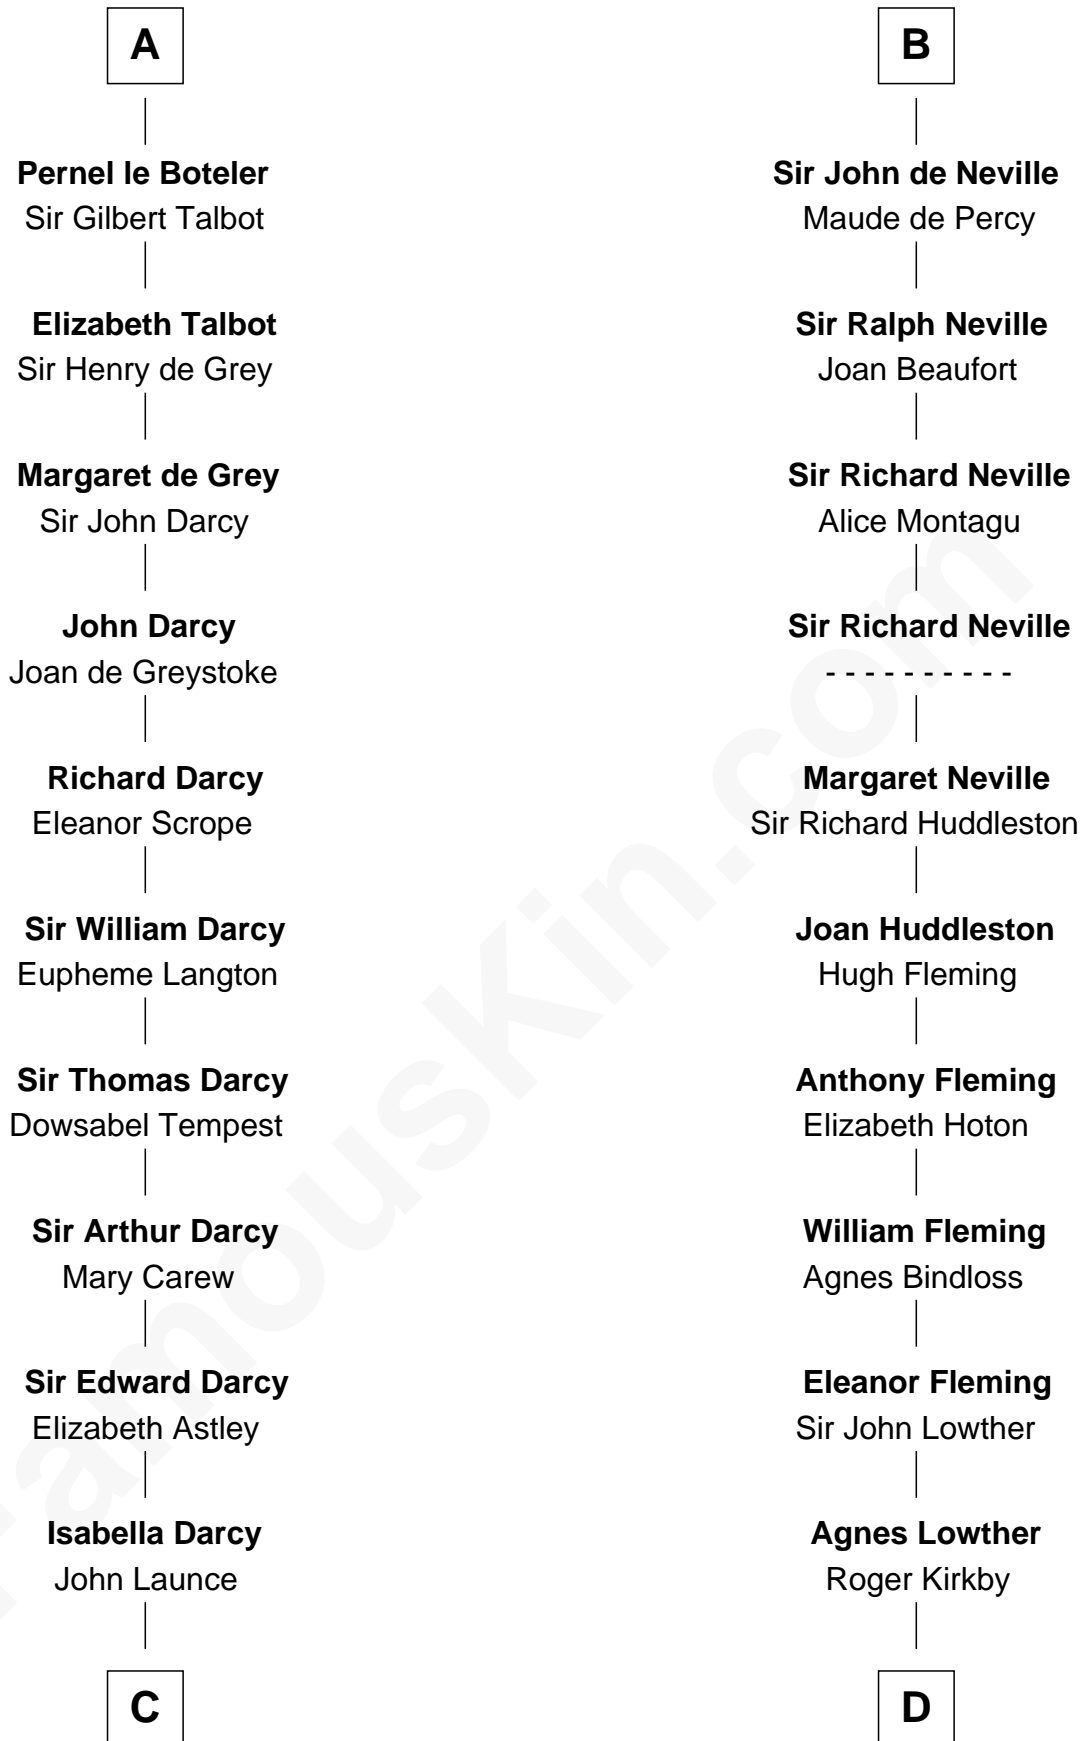 A
Pernel le Boteler
Sir Gilbert Talbot
Elizabeth Talbot
Sir Henry de Grey
Margaret de Grey
Sir John Darcy
John Darcy
Joan de Greystoke
Richard Darcy
Eleanor Scrope
Sir William Darcy
Eupheme Langton
Sir Thomas Darcy
Dowsabel Tempest
Sir Arthur Darcy
Mary Carew
Sir Edward Darcy
Elizabeth Astley
Isabella Darcy
John Launce
C
B
Sir John de Neville
Maude de Percy
Sir Ralph Neville
Joan Beaufort
Sir Richard Neville
Alice Montagu
Sir Richard Neville
- - - - - - - - - -
Margaret Neville
Sir Richard Huddleston
Joan Huddleston
Hugh Fleming
Anthony Fleming
Elizabeth Hoton
William Fleming
Agnes Bindloss
Eleanor Fleming
Sir John Lowther
Agnes Lowther
Roger Kirkby
D
FamousKin.com